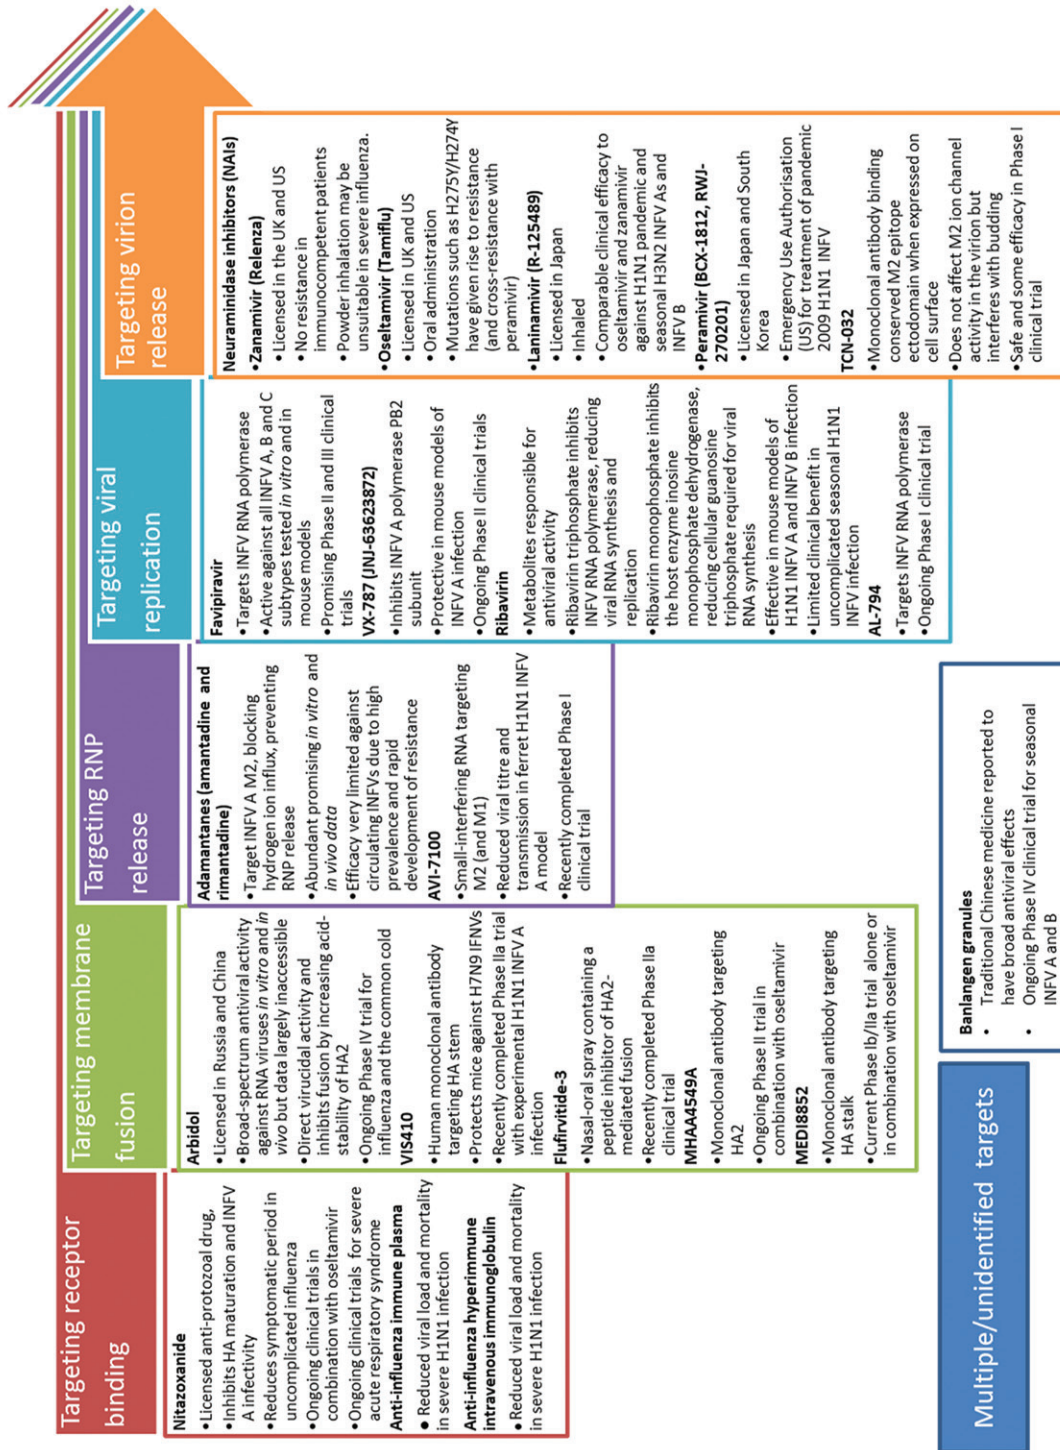 Targeting receptor
binding
Nitazoxanide
•Licensed anti-protozoal drug,
•Inhibits HA maturation and INFV
A infectivity
•Reduces symptomatic period in
uncomplicated influenza
•Ongoing clinical trials in
combination with oseltamivir
•Ongoing clinical trials for severe
acute respiratory syndrome
Anti-influenza immune plasma
• Reduced viral load and mortality
in severe H1N1 infection
Anti-influenza hyperimmune
intravenous immunoglobulin
• Reduced viral load and mortality
in severe H1N1 infection
Targeting membrane
fusion
Arbidol
•Licensed in Russia and China
•Broad-spectrum antiviral activity
against RNA viruses in vitro and in
vivo but data largely inaccessible
•Direct virucidal activity and
inhibits fusion by increasing acid-
stability of HA2
•Ongoing Phase IV trial for
influenza and the common cold
VIS410
•Human monoclonal antibody
targeting HA stem
•Protects mice against H7N9 IFNVs
•Recently completed Phase IIa trial
with experimental H1N1 INFV A
infection
Flufirvitide-3
•Nasal-oral spray containing a
peptide inhibitor of HA2-
mediated fusion
•Recently completed Phase IIa
clinical trial
MHAA4549A
•Monoclonal antibody targeting
HA2
•Ongoing Phase II trial in
combination with oseltamivir
MEDI8852
•Monoclonal antibody targeting
HA stalk
•Current Phase Ib/IIa trial alone or
in combination with oseltamivir
Targeting RNP
release
Adamantanes (amantadine and
rimantadine)
•Target INFV A M2, blocking
hydrogen ion influx, preventing
RNP release
•Abundant promising in vitro and
in vivo data
•Efficacy very limited against
circulating INFVs due to high
prevalence and rapid
development of resistance
AVI-7100
•Small-interfering RNA targeting
M2 (and M1)
•Reduced viral titre and
transmission in ferret H1N1 INFV
A model
•Recently completed Phase I
clinical trial
Targeting viral
replication
Favipiravir
•Targets INFV RNA polymerase
•Active against all INFV A, B and C
subtypes tested in vitro and in
mouse models
•Promising Phase II and III clinical
trials
VX-787 (JNJ-63623872)
•Inhibits INFV A polymerase PB2
subunit
•Protective in mouse models of
INFV A infection
•Ongoing Phase II clinical trials
Ribavirin
•Metabolites responsible for
antiviral activity
•Ribavirin triphosphate inhibits
INFV RNA polymerase, reducing
viral RNA synthesis and
replication
•Ribavirin monophosphate inhibits
the host enzyme inosine
monophosphate dehydrogenase,
reducing cellular guanosine
triphosphate required for viral
RNA synthesis
•Effective in mouse models of
H1N1 INFV A and INFV B infection
•Limited clinical benefit in
uncomplicated seasonal H1N1
INFV infection
AL-794
•Targets INFV RNA polymerase
•Ongoing Phase I clinical trial
Targeting virion
release
Neuraminidase inhibitors (NAIs)
•Zanamivir (Relenza)
•Licensed in the UK and US
•No resistance in
immunocompetent patients
•Powder inhalation may be
unsuitable in severe influenza.
•Oseltamivir (Tamiflu)
•Licensed in UK and US
•Oral administration
•Mutations such as H275Y/H274Y
have given rise to resistance
(and cross-resistance with
peramivir)
•Laninamivir (R-125489)
•Licensed in Japan
•Inhaled
•Comparable clinical efficacy to
oseltamivir and zanamivir
against H1N1 pandemic and
seasonal H3N2 INFV As and
INFV B
•Peramivir (BCX-1812, RWJ-
270201)
•Licensed in Japan and South
Korea
•Emergency Use Authorisation
(US) for treatment of pandemic
2009 H1N1 INFV
TCN-032
•Monoclonal antibody binding
conserved M2 epitope
ectodomain when expressed on
cell surface
•Does not affect M2 ion channel
activity in the virion but
interferes with budding
•Safe and some efficacy in Phase I
clinical trial
Multiple/unidentified targets
Banlangen granules
• Traditional Chinese medicine reported to
have broad antiviral effects
• Ongoing Phase IV clinical trial for seasonal
INFV A and B